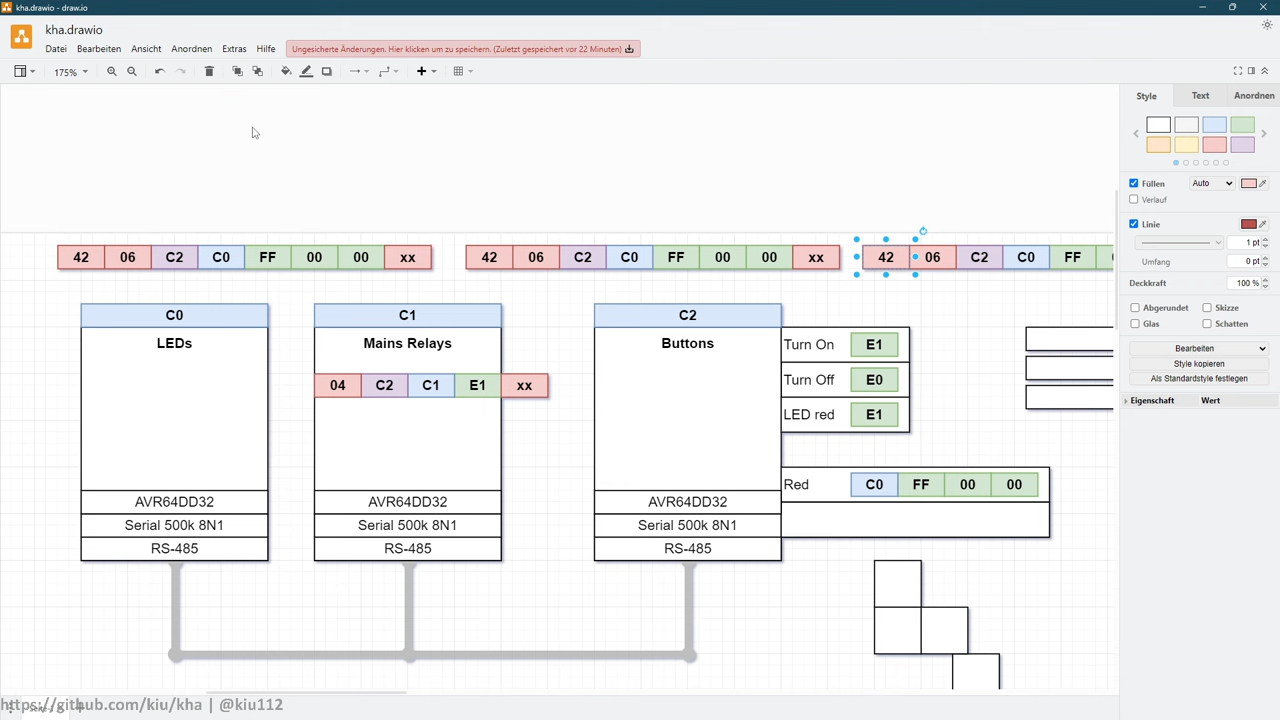 kha.drawio - draw.io
kha.drawio
Datei Bearbeiten Ansicht Anordnen Extras Hilfe
Ungesicherte Änderungen. Hier klicken um zu speichern. (Zuletzt gespeichert vor 22 Minuten)
175%
Style Text Anordnen
Füllen Auto
Verlauf
Linie
1 pt
Umfang 0 pt
Deckkraft 100 %
Abgerundet Skizze
Glas Schatten
Bearbeiten
Style kopieren
Als Standardstyle festlegen
Eigenschaft Wert
42 06 C2 C0 FF 00 00 xx
42 06 C2 C0 FF 00 00 xx
42 06 C2 C0 FF
C0
LEDs
AVR64DD32
Serial 500k 8N1
RS-485
C1
Mains Relays
04 C2 C1 E1 xx
AVR64DD32
Serial 500k 8N1
RS-485
C2
Buttons
AVR64DD32
Serial 500k 8N1
RS-485
Turn On E1
Turn Off E0
LED red E1
Red C0 FF 00 00
https://github.com/kiu/kha | @kiu112